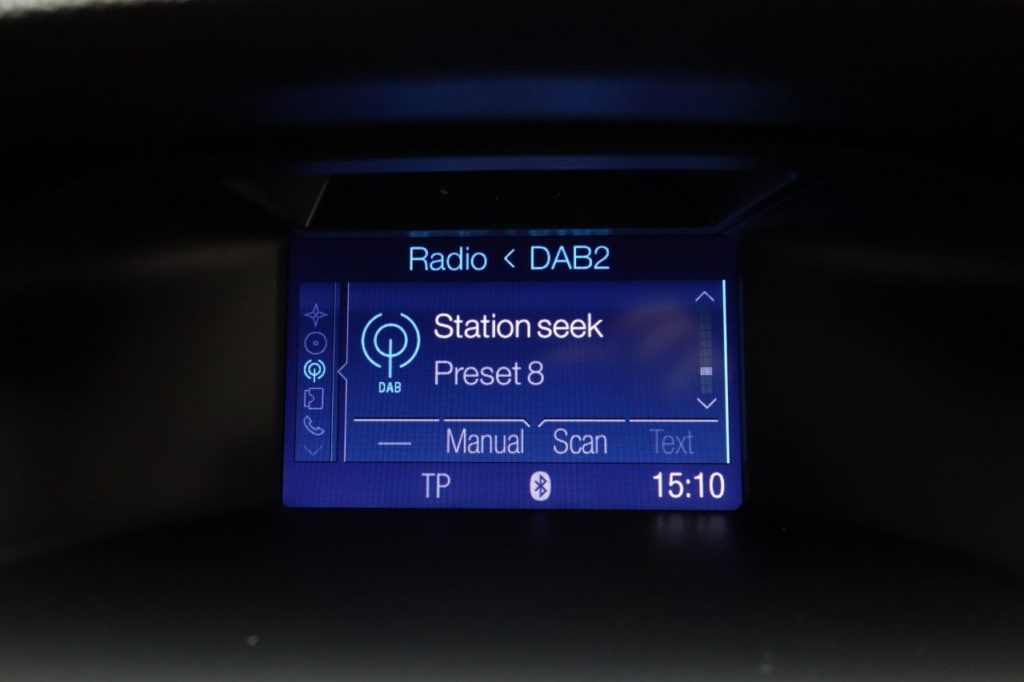 Radio < DAB2
Station seek
DAB
Preset 8
Manual Scan Text
TP 15:10